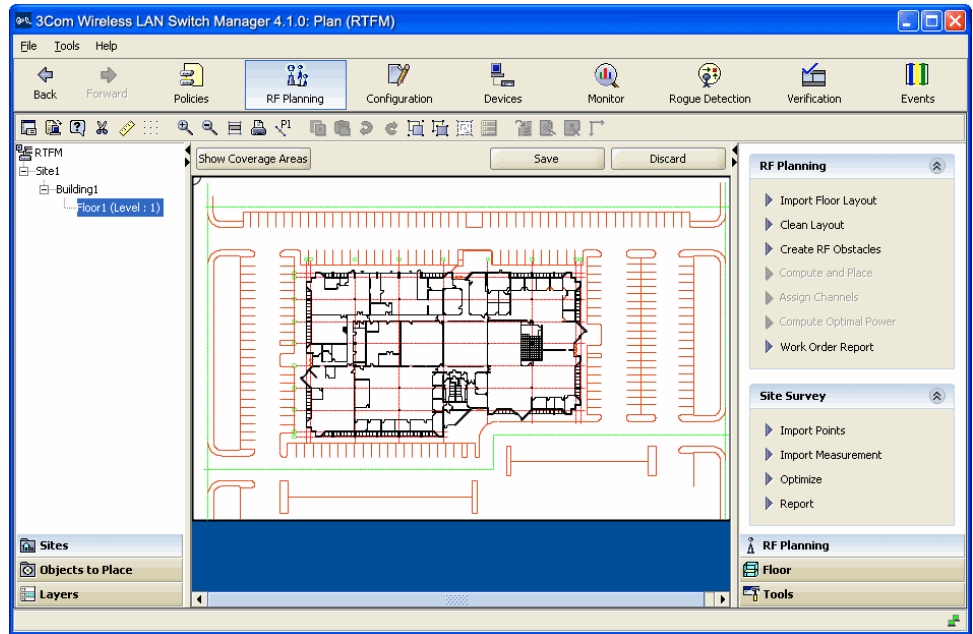 3Com Wireless LAN Switch Manager 4.1.0: Plan (RTFM)
File Tools Help
Back Forward Policies RF Planning Configuration Devices Monitor Rogue Detection Verification Events
P1
RTFM
Site1
Building1
Floor1 (Level : 1)
Sites
Objects to Place
Layers
Show Coverage Areas Save Discard
RF Planning
Import Floor Layout
Clean Layout
Create RF Obstacles
Compute and Place
Assign Channels
Compute Optimal Power
Work Order Report
Site Survey
Import Points
Import Measurement
Optimize
Report
RF Planning
Floor
Tools